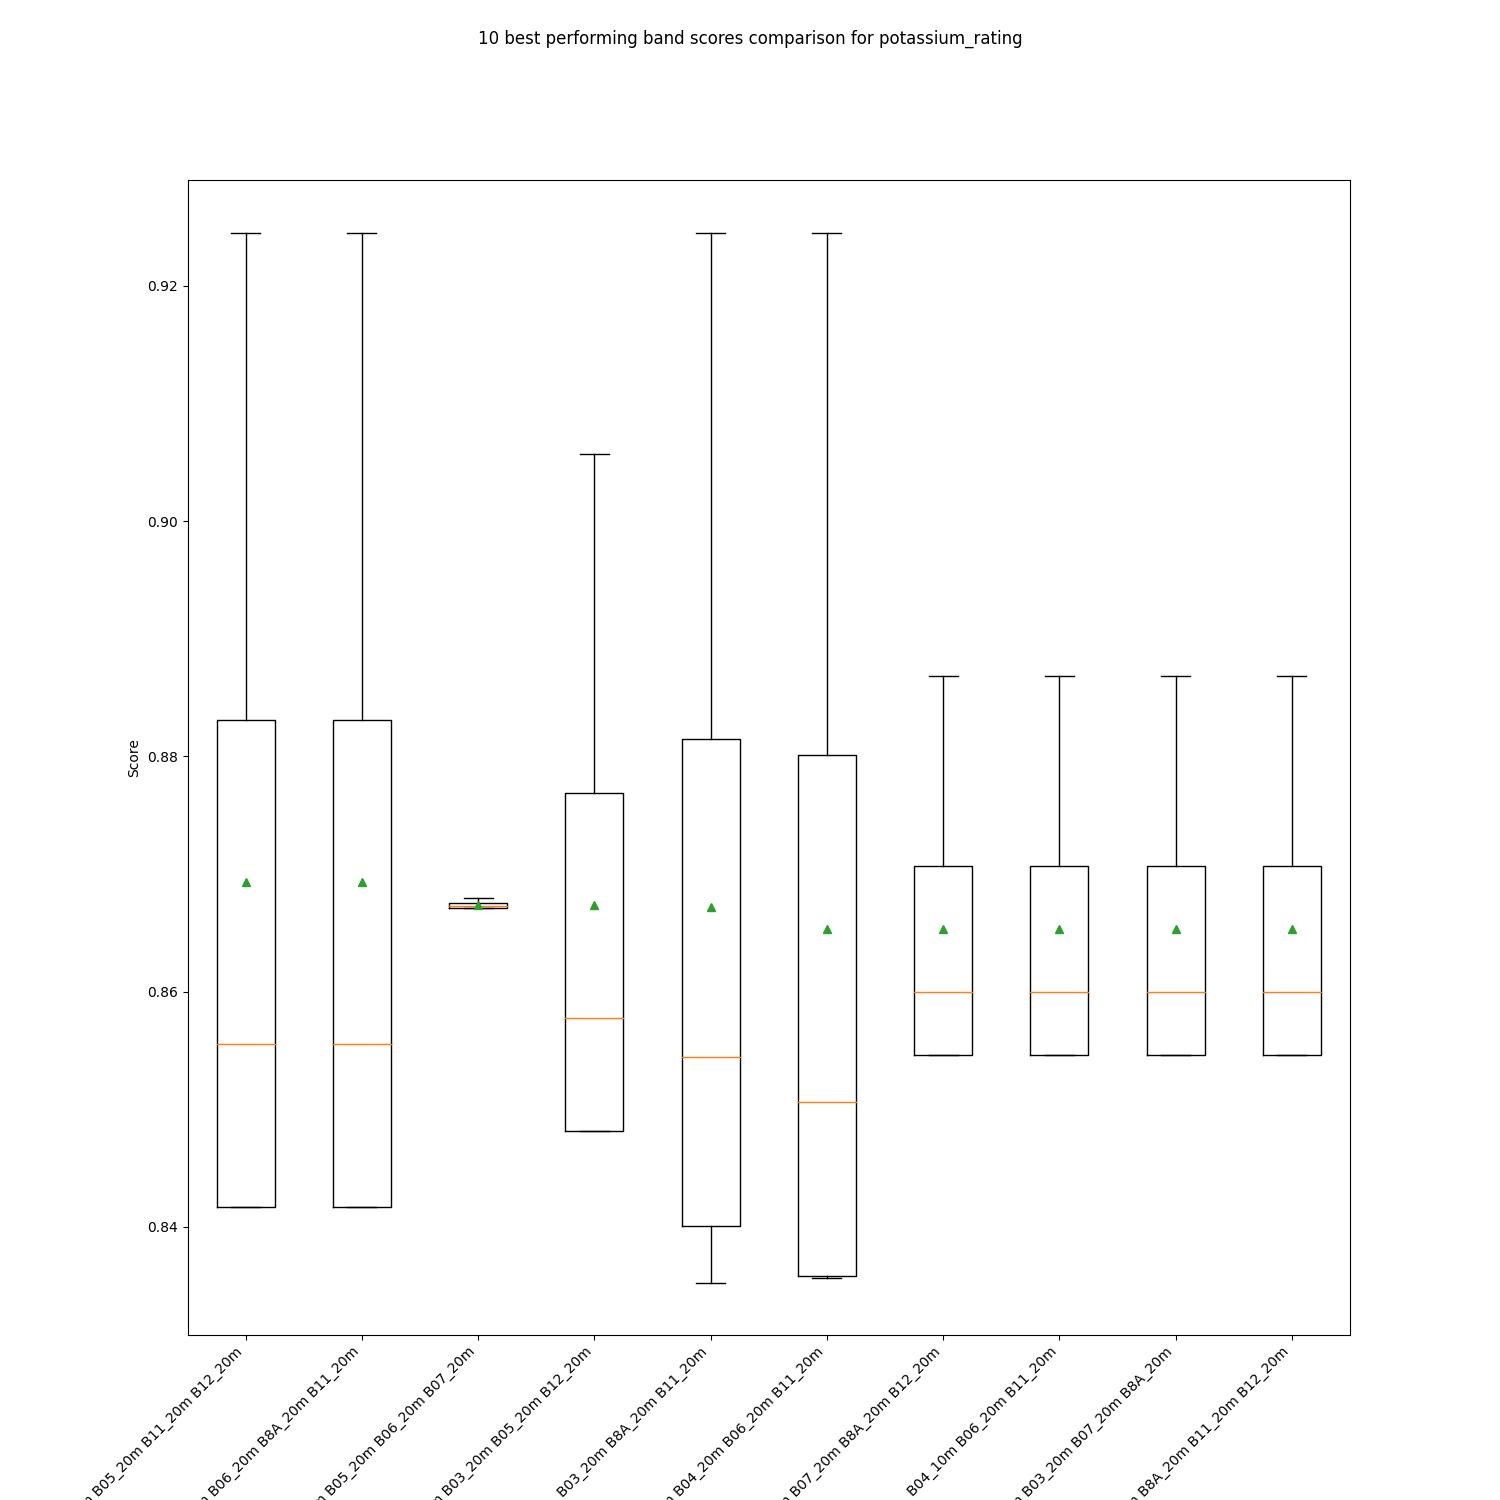 10 best performing band scores comparison for potassium_rating
0.92
0.90
0.88
0.86
0.84
Score
B05_20m B11_20m B12_20m
B06_20m B8A_20m B11_20m
B05_20m B06_20m B07_20m
B03_20m B05_20m B12_20m
B03_20m B8A_20m B11_20m
B04_20m B06_20m B11_20m
B07_20m B8A_20m B12_20m
B04_10m B06_20m B11_20m
B03_20m B07_20m B8A_20m
B8A_20m B11_20m B12_20m